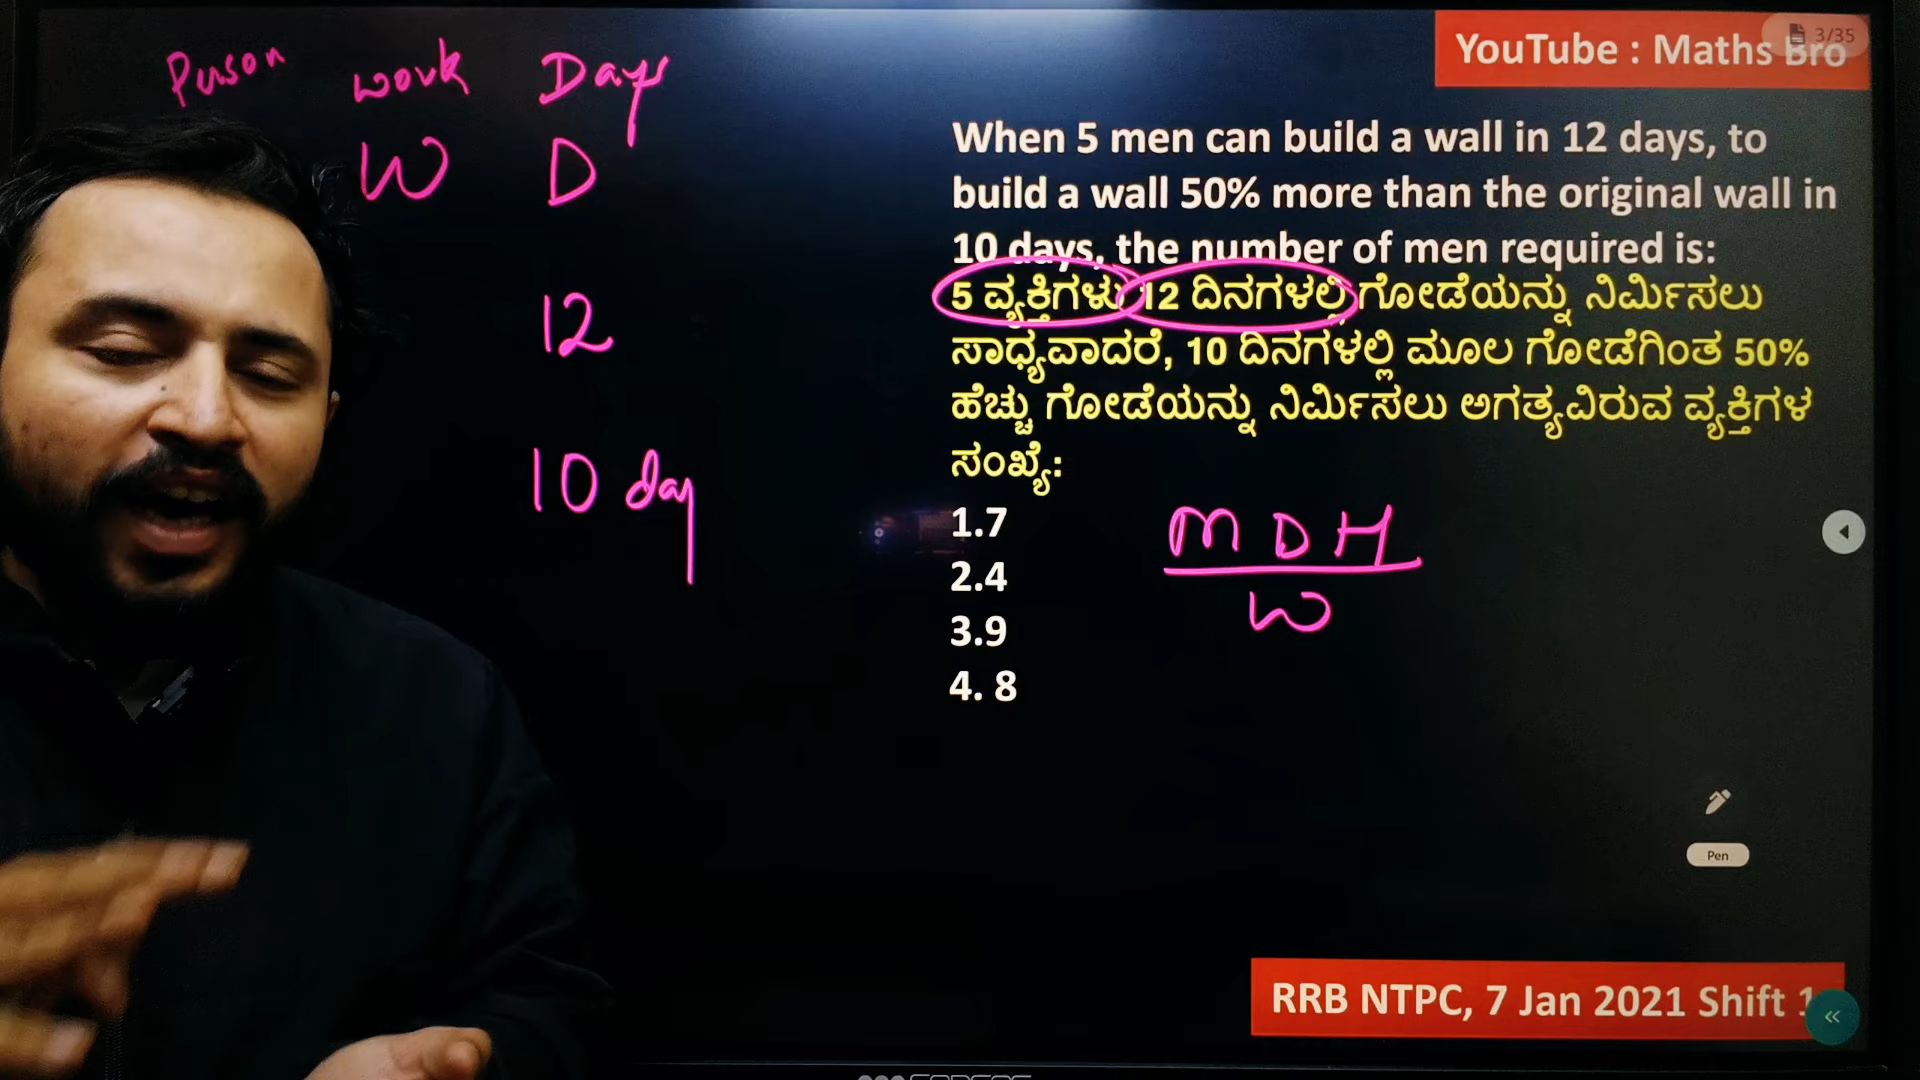 Person work Days
W D
12
10 day
YouTube : Maths Bro
3/35
When 5 men can build a wall in 12 days, to
build a wall 50% more than the original wall in
10 days, the number of men required is:
5 ವ್ಯಕ್ತಿಗಳು 12 ದಿನಗಳಲ್ಲಿ ಗೋಡೆಯನ್ನು ನಿರ್ಮಿಸಲು
ಸಾಧ್ಯವಾದರೆ, 10 ದಿನಗಳಲ್ಲಿ ಮೂಲ ಗೋಡೆಗಿಂತ 50%
ಹೆಚ್ಚು ಗೋಡೆಯನ್ನು ನಿರ್ಮಿಸಲು ಅಗತ್ಯವಿರುವ ವ್ಯಕ್ತಿಗಳ
ಸಂಖ್ಯೆ:
1.7
2.4
3.9
4. 8
M D H
W
Pen
RRB NTPC, 7 Jan 2021 Shift 1